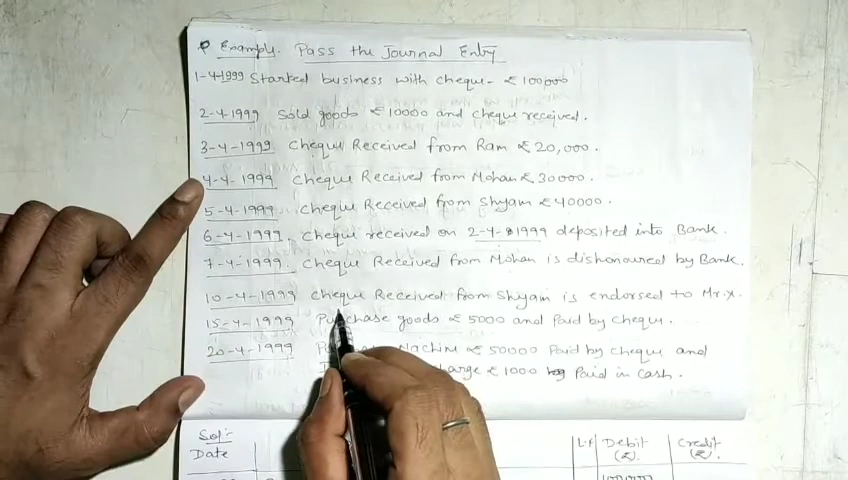 Example. Pass the Journal Entry
1-4-1999 Started business with cheque- ₹ 100000
2-4-1999 Sold goods ₹ 10000 and cheque received.
3-4-1999 Cheque Received from Ram ₹ 20,000.
4-4-1999 Cheque Received from Mohan ₹ 30000.
5-4-1999 Cheque Received from Shyam ₹ 40000.
6-4-1999. Cheque received on 2-4-1999 deposited into Bank.
7-4-1999. Cheque Received from Mohan is dishonoured by Bank.
10-4-1999 Cheque Received from Shyam is endorsed to Mr.X.
15-4-1999 Purchase goods ₹ 5000 and Paid by cheque.
20-4-1999 Machine ₹ 50000 Paid by cheque and
₹ 1000 Paid in cash.
Sol:-
Date L.F Debit (₹) Credit (₹)